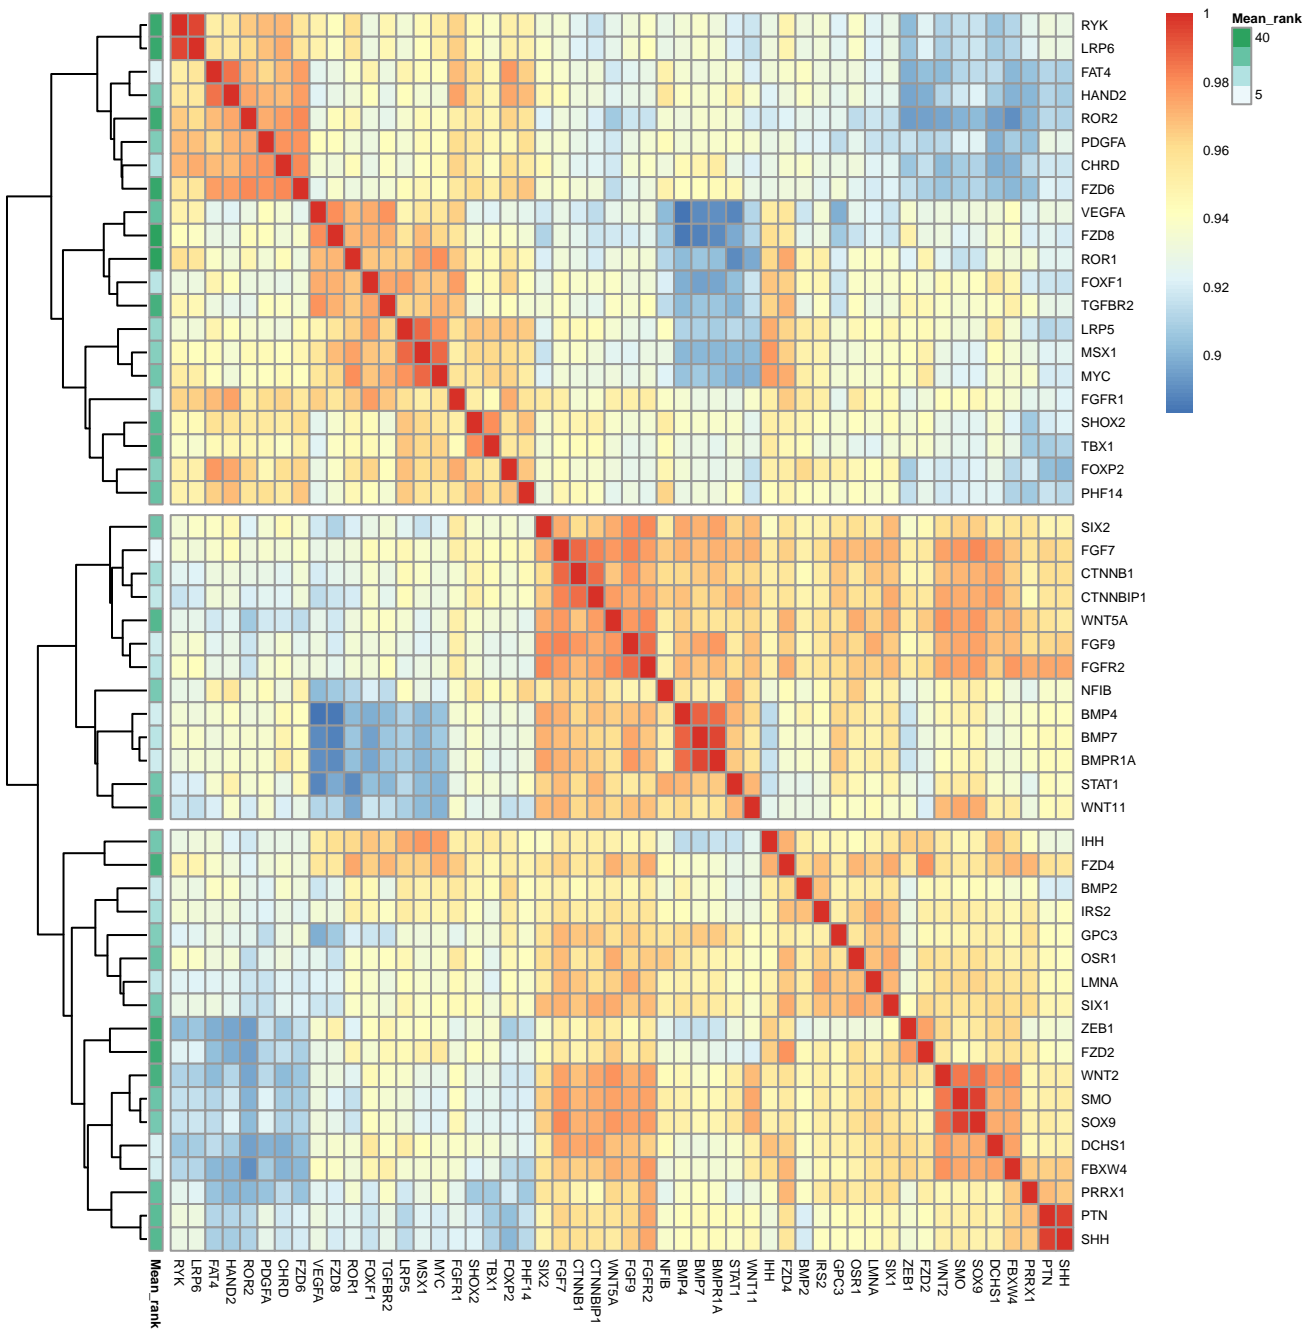 1
0.98
0.96
0.94
0.92
0.9
Mean_rank
40
5
RYK
LRP6
FAT4
HAND2
ROR2
PDGFA
CHRD
FZD6
VEGFA
FZD8
ROR1
FOXF1
TGFBR2
LRP5
MSX1
MYC
FGFR1
SHOX2
TBX1
FOXP2
PHF14
SIX2
FGF7
CTNNB1
CTNNBIP1
WNT5A
FGF9
FGFR2
NFIB
BMP4
BMP7
BMPR1A
STAT1
WNT11
IHH
FZD4
BMP2
IRS2
GPC3
OSR1
LMNA
SIX1
ZEB1
FZD2
WNT2
SMO
SOX9
DCHS1
FBXW4
PRRX1
PTN
SHH
Mean_rank
RYK
LRP6
FAT4
HAND2
ROR2
PDGFA
CHRD
FZD6
VEGFA
FZD8
ROR1
FOXF1
TGFBR2
LRP5
MSX1
MYC
FGFR1
SHOX2
TBX1
FOXP2
PHF14
SIX2
FGF7
CTNNB1
CTNNBIP1
WNT5A
FGF9
FGFR2
NFIB
BMP4
BMP7
BMPR1A
STAT1
WNT11
IHH
FZD4
BMP2
IRS2
GPC3
OSR1
LMNA
SIX1
ZEB1
FZD2
WNT2
SMO
SOX9
DCHS1
FBXW4
PRRX1
PTN
SHH